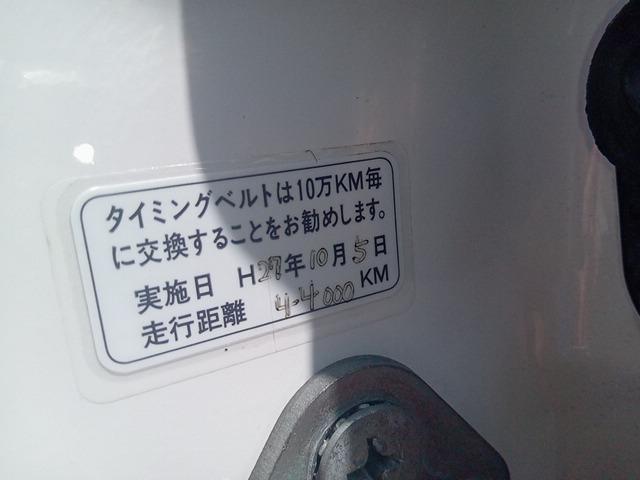 タイミングベルトは10万KM毎
に交換することをお勧めします。
実施日 H27年10月5日
走行距離 44000KM